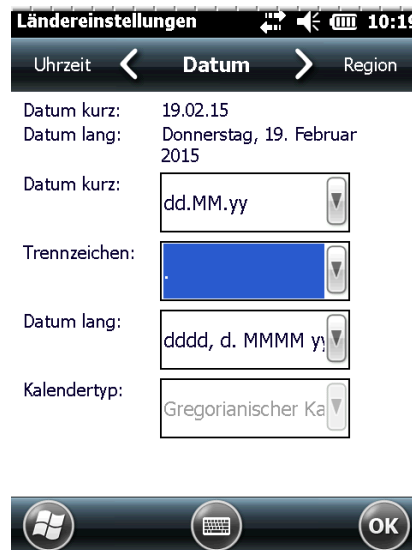 Ländereinstellungen 10:19
Uhrzeit Datum Region
Datum kurz: 19.02.15
Datum lang: Donnerstag, 19. Februar
2015
Datum kurz: dd.MM.yy
Trennzeichen: .
Datum lang: dddd, d. MMMM yy
Kalendertyp: Gregorianischer Ka
OK